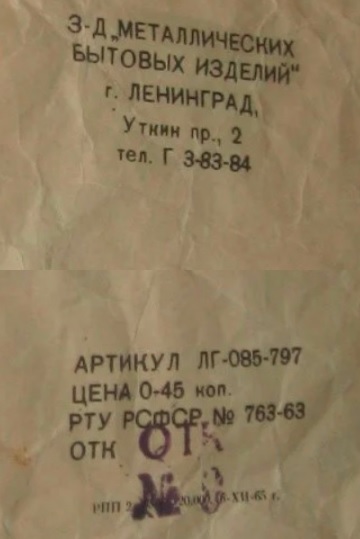 З-Д „МЕТАЛЛИЧЕСКИХ
БЫТОВЫХ ИЗДЕЛИЙ“
г. ЛЕНИНГРАД,
Уткин пр., 2
тел. Г 3-83-84
АРТИКУЛ ЛГ-085-797
ЦЕНА 0-45 коп.
РТУ РСФСР № 763-63
ОТК ОТК
№
РПП